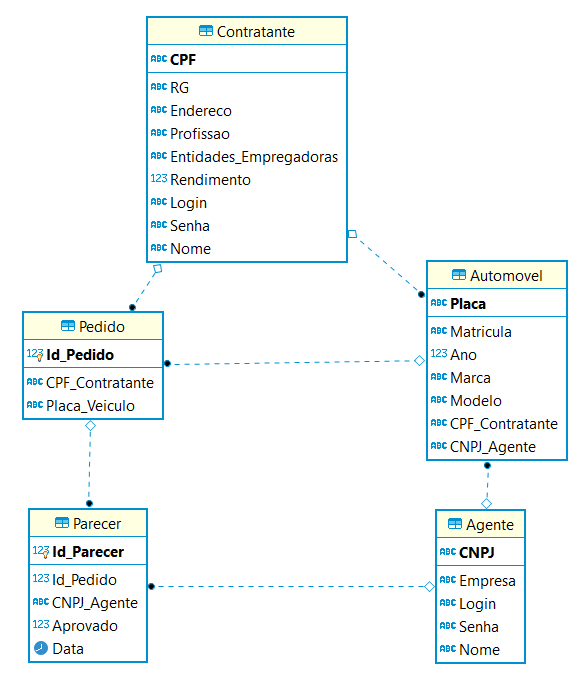 Contratante
ABC CPF
ABC RG
ABC Endereco
ABC Profissao
ABC Entidades_Empregadoras
123 Rendimento
ABC Login
ABC Senha
ABC Nome
Automovel
ABC Placa
ABC Matricula
123 Ano
ABC Marca
ABC Modelo
ABC CPF_Contratante
ABC CNPJ_Agente
Pedido
123 Id_Pedido
ABC CPF_Contratante
ABC Placa_Veiculo
Parecer
123 Id_Parecer
123 Id_Pedido
ABC CNPJ_Agente
123 Aprovado
Data
Agente
ABC CNPJ
ABC Empresa
ABC Login
ABC Senha
ABC Nome